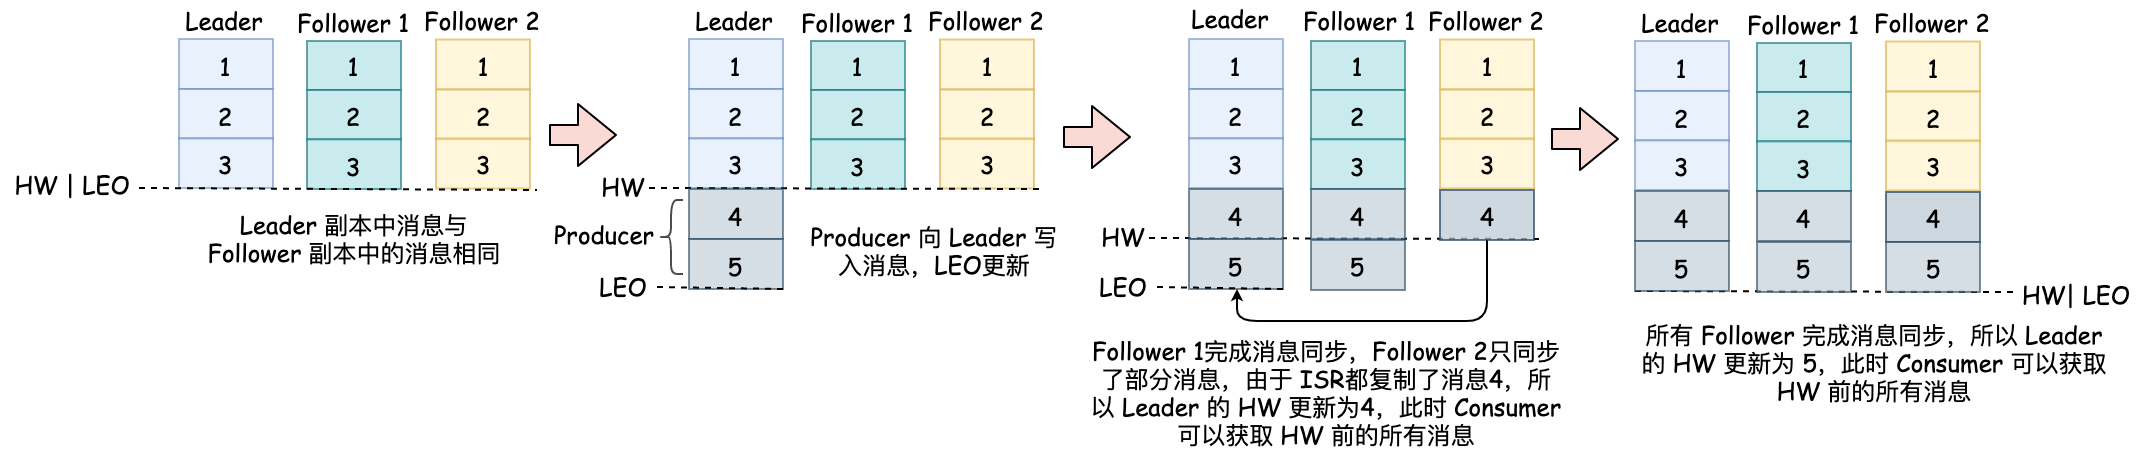 Leader
Follower 1
Follower 2
1
1
1
2
2
2
3
3
3
HW | LEO
Leader 副本中消息与
Follower 副本中的消息相同
Leader
Follower 1
Follower 2
1
1
1
2
2
2
3
3
3
HW
4
Producer
5
LEO
Producer 向 Leader 写
入消息，LEO更新
Leader
Follower 1
Follower 2
1
1
1
2
2
2
3
3
3
4
4
4
HW
5
5
LEO
Follower 1完成消息同步，Follower 2只同步
了部分消息，由于 ISR都复制了消息4，所
以 Leader 的 HW 更新为4，此时 Consumer
可以获取 HW 前的所有消息
Leader
Follower 1
Follower 2
1
1
1
2
2
2
3
3
3
4
4
4
5
5
5
HW| LEO
所有 Follower 完成消息同步，所以 Leader
的 HW 更新为 5，此时 Consumer 可以获取
HW 前的所有消息